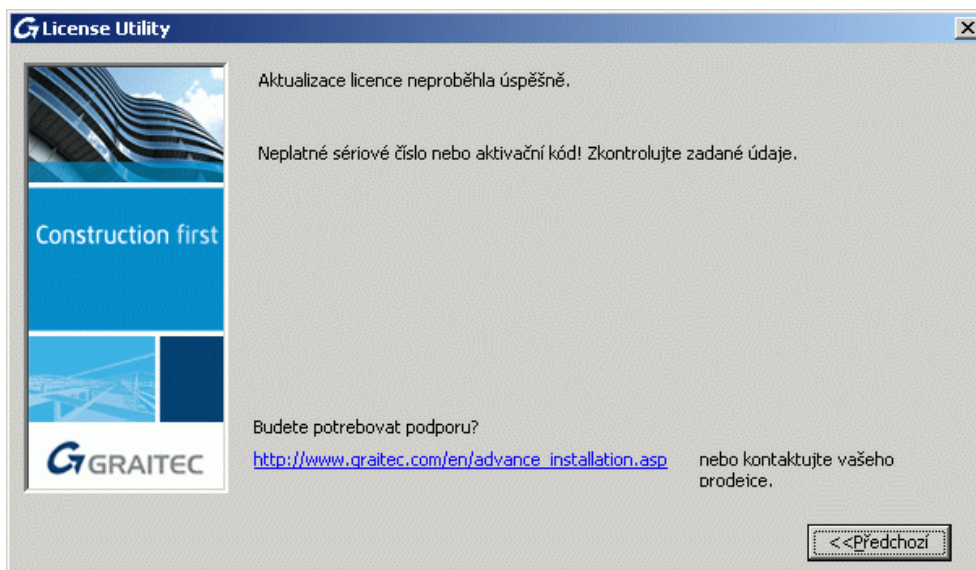 License Utility
Aktualizace licence neproběhla úspěšně.
Neplatné sériové číslo nebo aktivační kód! Zkontrolujte zadané údaje.
Construction first
GRAITEC
Budete potrebovat podporu?
http://www.graitec.com/en/advance_installation.asp
nebo kontaktujte vašeho
prodejce.
<<Předchozí